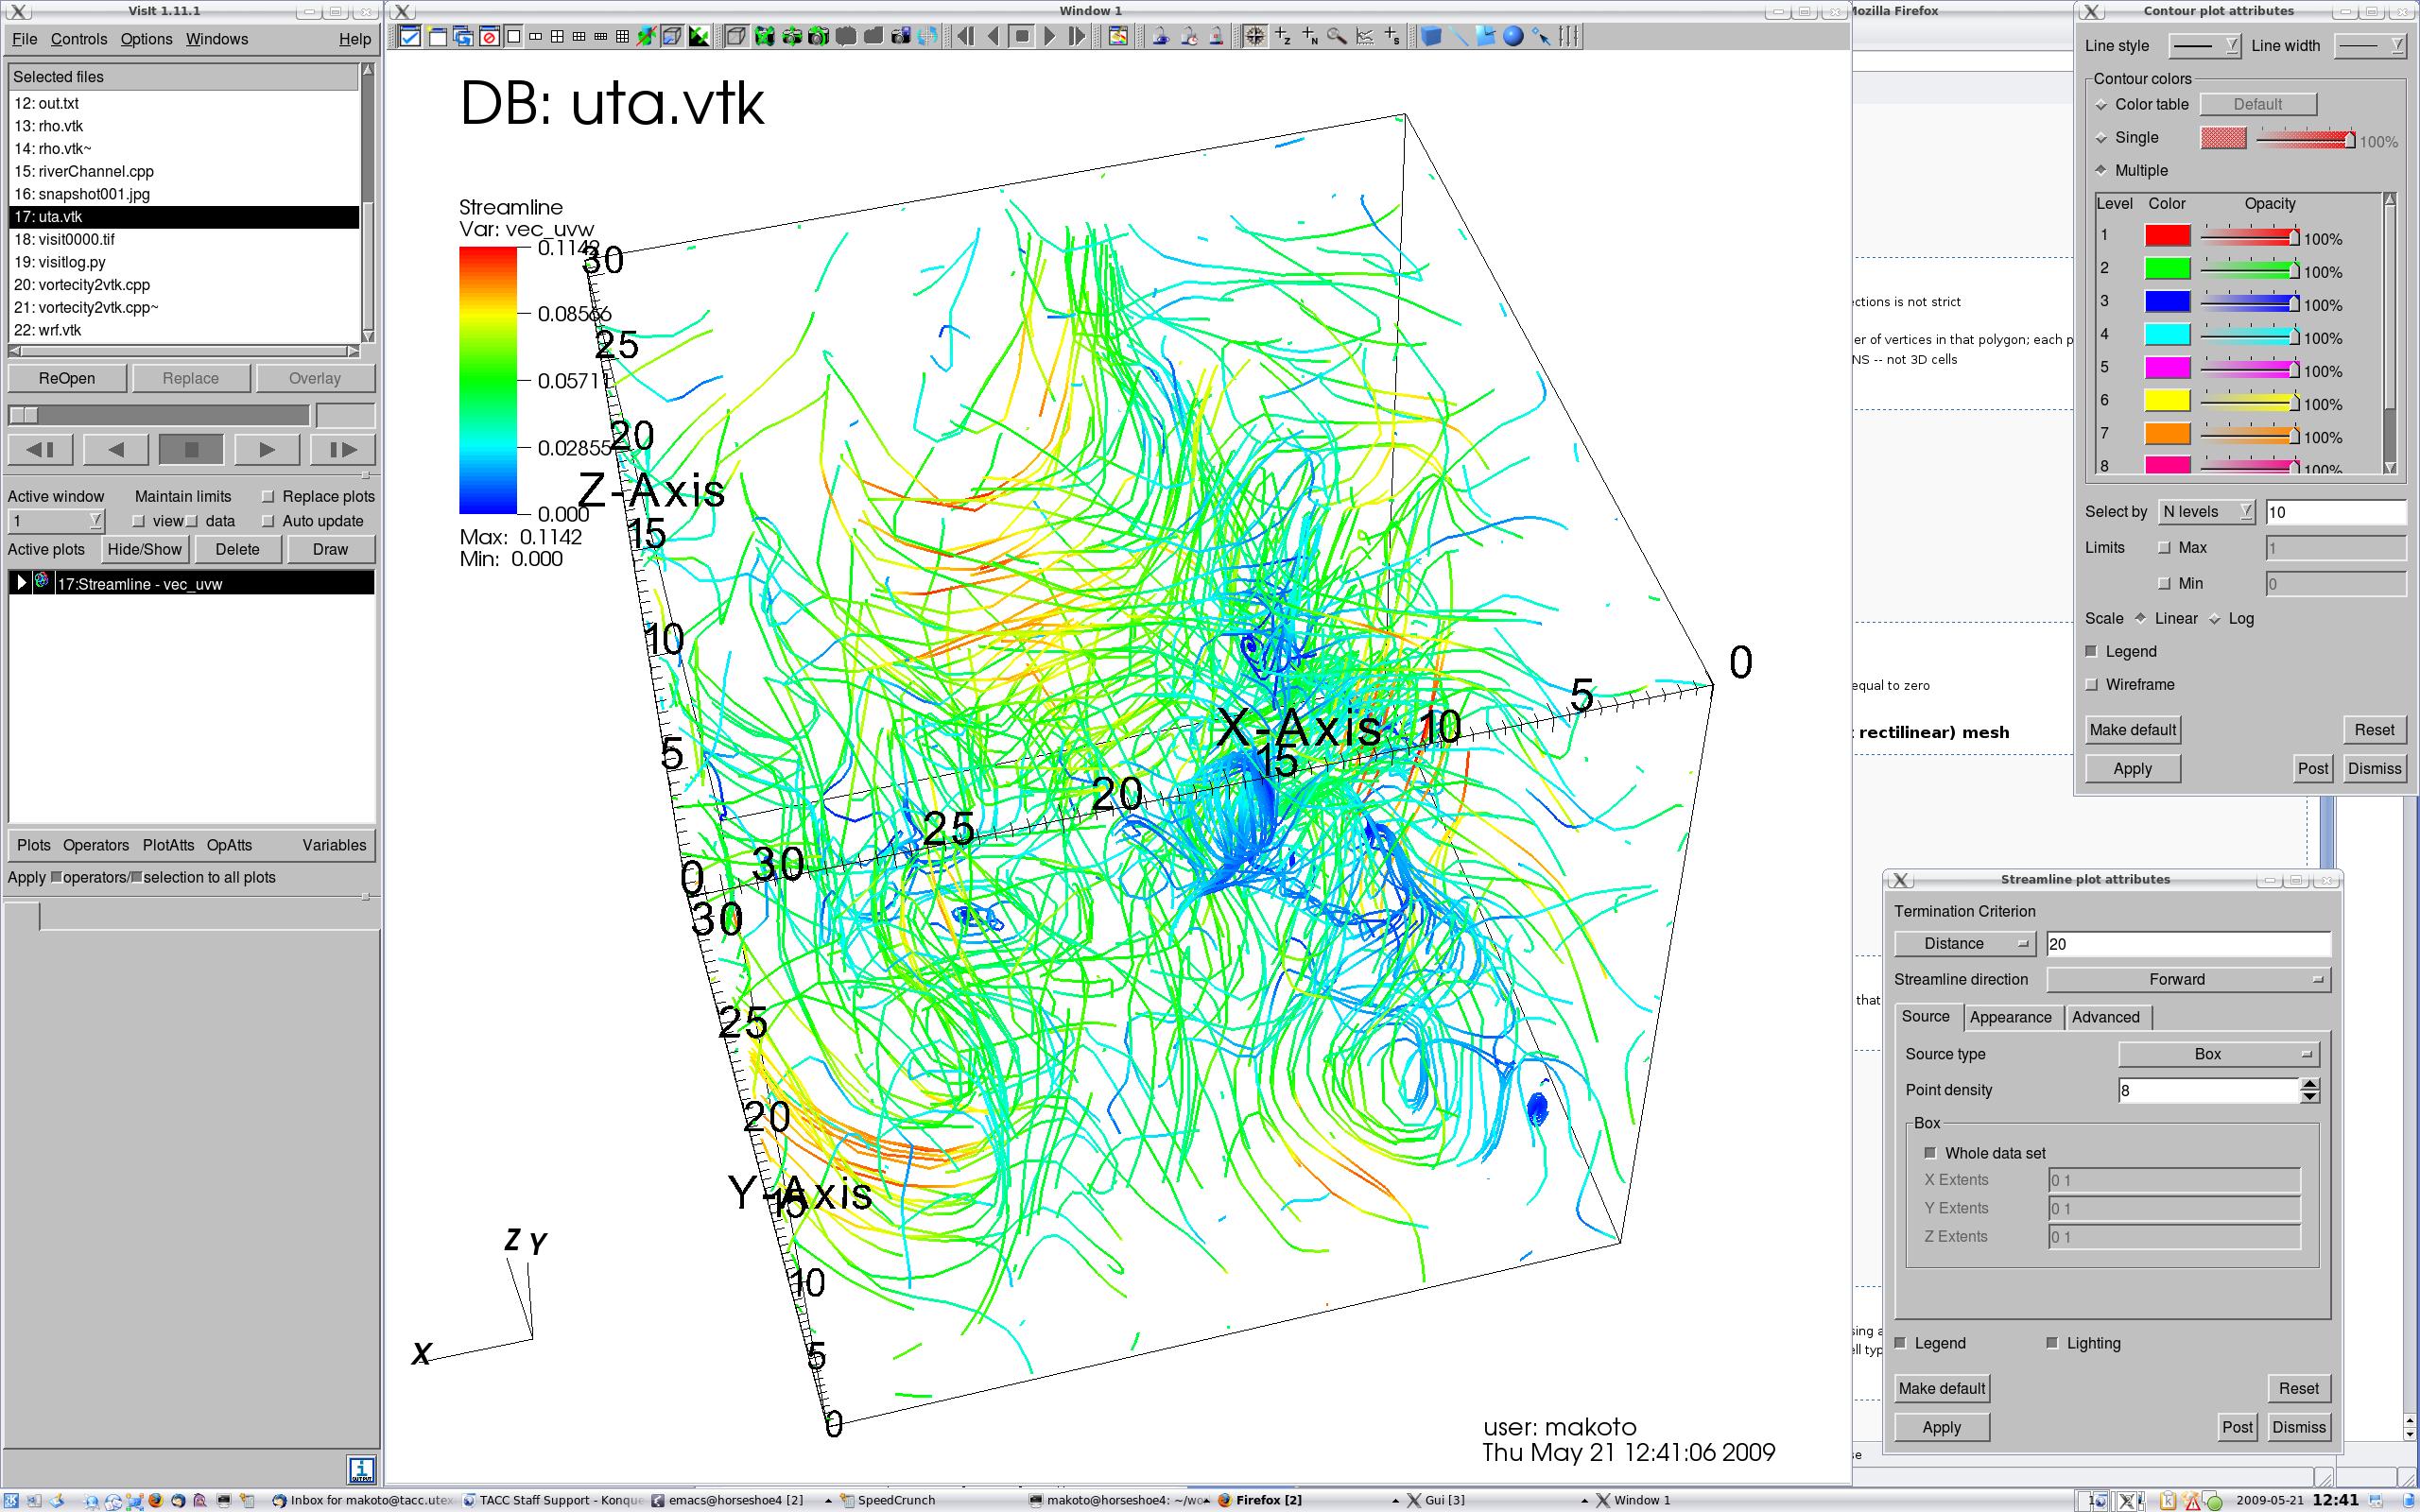 VisIt 1.11.1
File Controls Options Windows Help
Selected files
12: out.txt
13: rho.vtk
14: rho.vtk~
15: riverChannel.cpp
16: snapshot001.jpg
17: uta.vtk
18: visit0000.tif
19: visitlog.py
20: vortecity2vtk.cpp
21: vortecity2vtk.cpp~
22: wrf.vtk
ReOpen Replace Overlay
Active window Maintain limits Replace plots
1 view data Auto update
Active plots Hide/Show Delete Draw
17:Streamline - vec_uvw
Plots Operators PlotAtts OpAtts Variables
Apply operators/ selection to all plots
Window 1
DB: uta.vtk
Streamline
Var: vec_uvw
0.1142
0.08566
0.0571
0.02855
0.000
Max: 0.1142
Min: 0.000
30
25
20
Z-Axis
15
10
5
0
X-Axis
0
5
10
15
20
25
30
30
25
20
Y-Axis
15
10
5
0
Z Y
X
user: makoto
Thu May 21 12:41:06 2009
Mozilla Firefox
ections is not strict
er of vertices in that polygon; each p
NS -- not 3D cells
equal to zero
rectilinear) mesh
that
sing a
ell typ
se
Contour plot attributes
Line style Line width
Contour colors
Color table Default
Single 100%
Multiple
Level Color Opacity
1 100%
2 100%
3 100%
4 100%
5 100%
6 100%
7 100%
8 100%
Select by N levels 10
Limits Max 1
Min 0
Scale Linear Log
Legend
Wireframe
Make default Reset
Apply Post Dismiss
Streamline plot attributes
Termination Criterion
Distance 20
Streamline direction Forward
Source Appearance Advanced
Source type Box
Point density 8
Box
Whole data set
X Extents 0 1
Y Extents 0 1
Z Extents 0 1
Legend Lighting
Make default Reset
Apply Post Dismiss
Inbox for makoto@tacc.utex TACC Staff Support - Konque emacs@horseshoe4 [2] SpeedCrunch makoto@horseshoe4: ~/wo Firefox [2] Gui [3] Window 1 2009-05-21 12:41